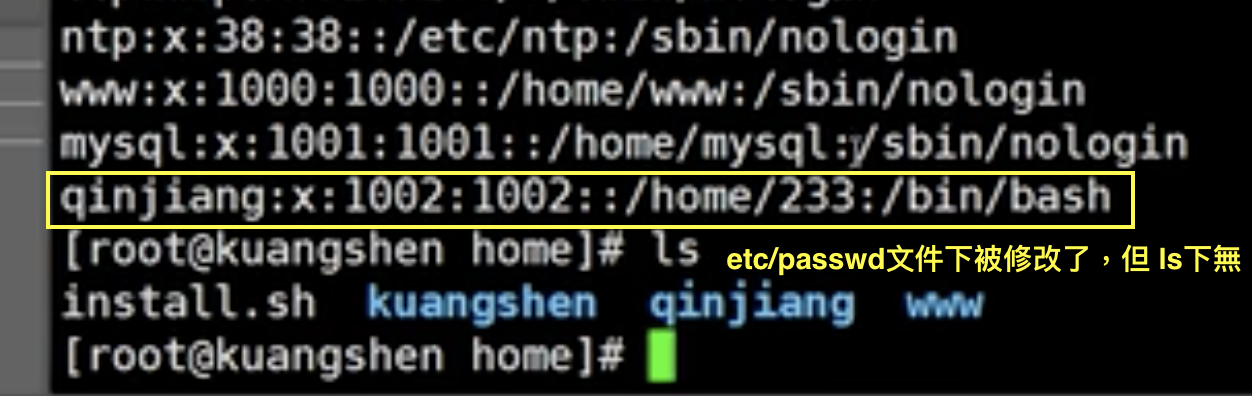 ntp:x:38:38::/etc/ntp:/sbin/nologin
www:x:1000:1000::/home/www:/sbin/nologin
mysql:x:1001:1001::/home/mysql:/sbin/nologin
qinjiang:x:1002:1002::/home/233:/bin/bash
[root@kuangshen home]# ls
etc/passwd文件下被修改了，但 ls下無
install.sh kuangshen qinjiang www
[root@kuangshen home]#